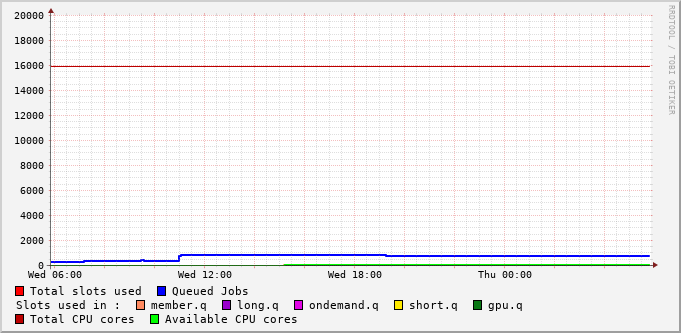 RRDTOOL / TOBI OETIKER
20000
18000
16000
14000
12000
10000
8000
6000
4000
2000
0
Wed 06:00 Wed 12:00 Wed 18:00 Thu 00:00
Total slots used Queued Jobs
Slots used in : member.q long.q ondemand.q short.q gpu.q
Total CPU cores Available CPU cores